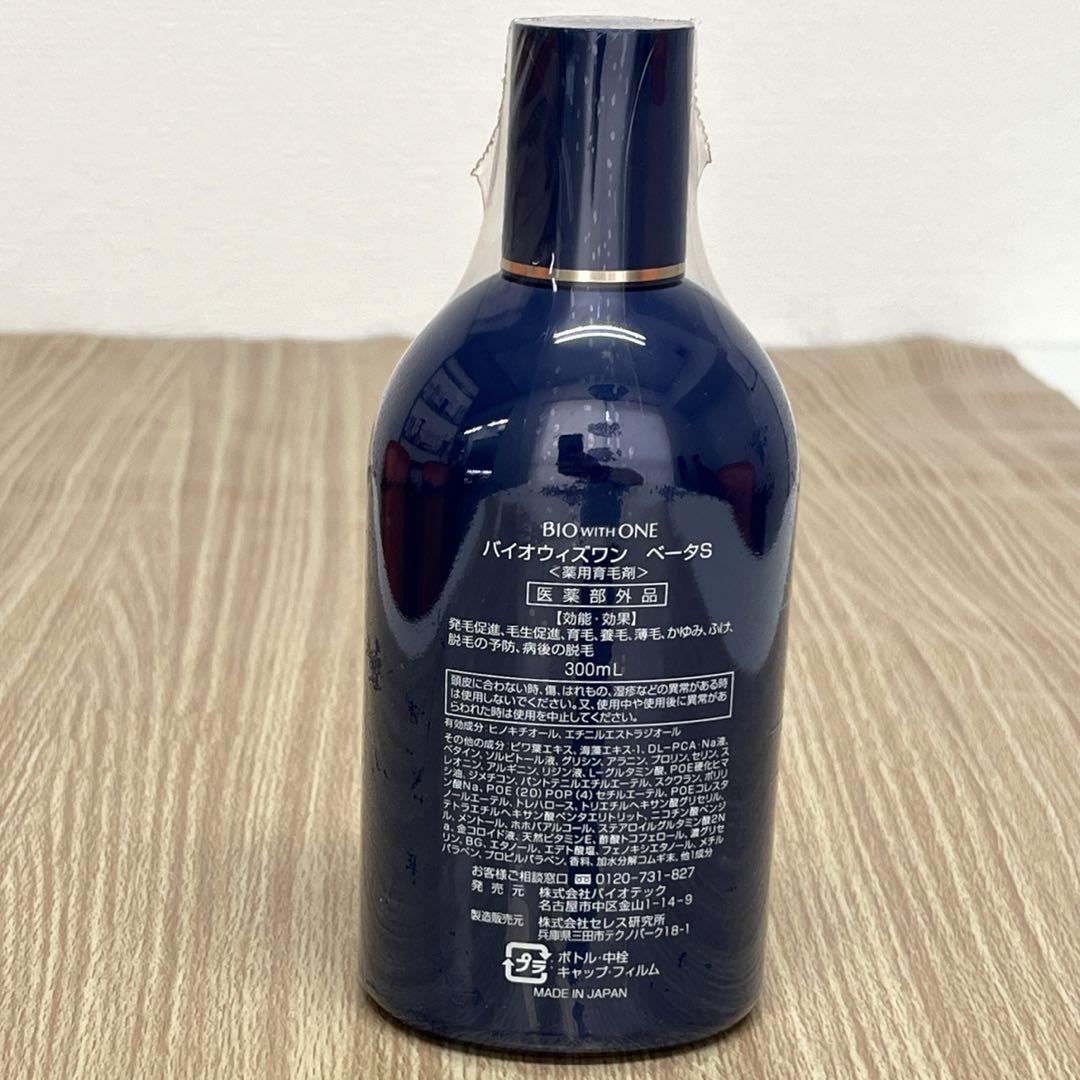 BIO WITH ONE
バイオウィズワン ベータS
＜薬用育毛剤＞
医薬部外品
【効能・効果】
発毛促進、毛生促進、育毛、養毛、薄毛、かゆみ、ふけ、
脱毛の予防、病後の脱毛
300mL
頭皮に合わない時、傷、はれもの、湿疹などの異常がある時
は使用しないでください。又、使用中や使用後に異常があ
らわれた時は使用を中止してください。
有効成分：ヒノキチオール、エチニルエストラジオール
その他の成分：ビワ葉エキス、海藻エキス-1、DL-PCA・Na液、
ベタイン、ソルビトール液、グリシン、アラニン、プロリン、セリン、ス
レオニン、アルギニン、リジン液、L-グルタミン酸、POE硬化ヒマ
シ油、ジメチコン、パントテニルエチルエーテル、スクワラン、ポリリ
ン酸Na、POE（20）POP（4）セチルエーテル、POEコレスタ
ノールエーテル、トレハロース、トリエチルヘキサン酸グリセリル、
テトラエチルヘキサン酸ペンタエリトリット、ニコチン酸ベンジ
ル、メントール、ホホバアルコール、ステアロイルグルタミン酸2N
a、金コロイド液、天然ビタミンE、酢酸トコフェロール、濃グリセ
リン、BG、エタノール、エデト酸塩、フェノキシエタノール、メチル
パラベン、プロピルパラベン、香料、加水分解コムギ末、他1成分
お客様ご相談窓口 0120-731-827
発売元 株式会社バイオテック
名古屋市中区金山1-14-9
製造販売元 株式会社セレス研究所
兵庫県三田市テクノパーク18-1
プラ ボトル・中栓
キャップ・フィルム
MADE IN JAPAN